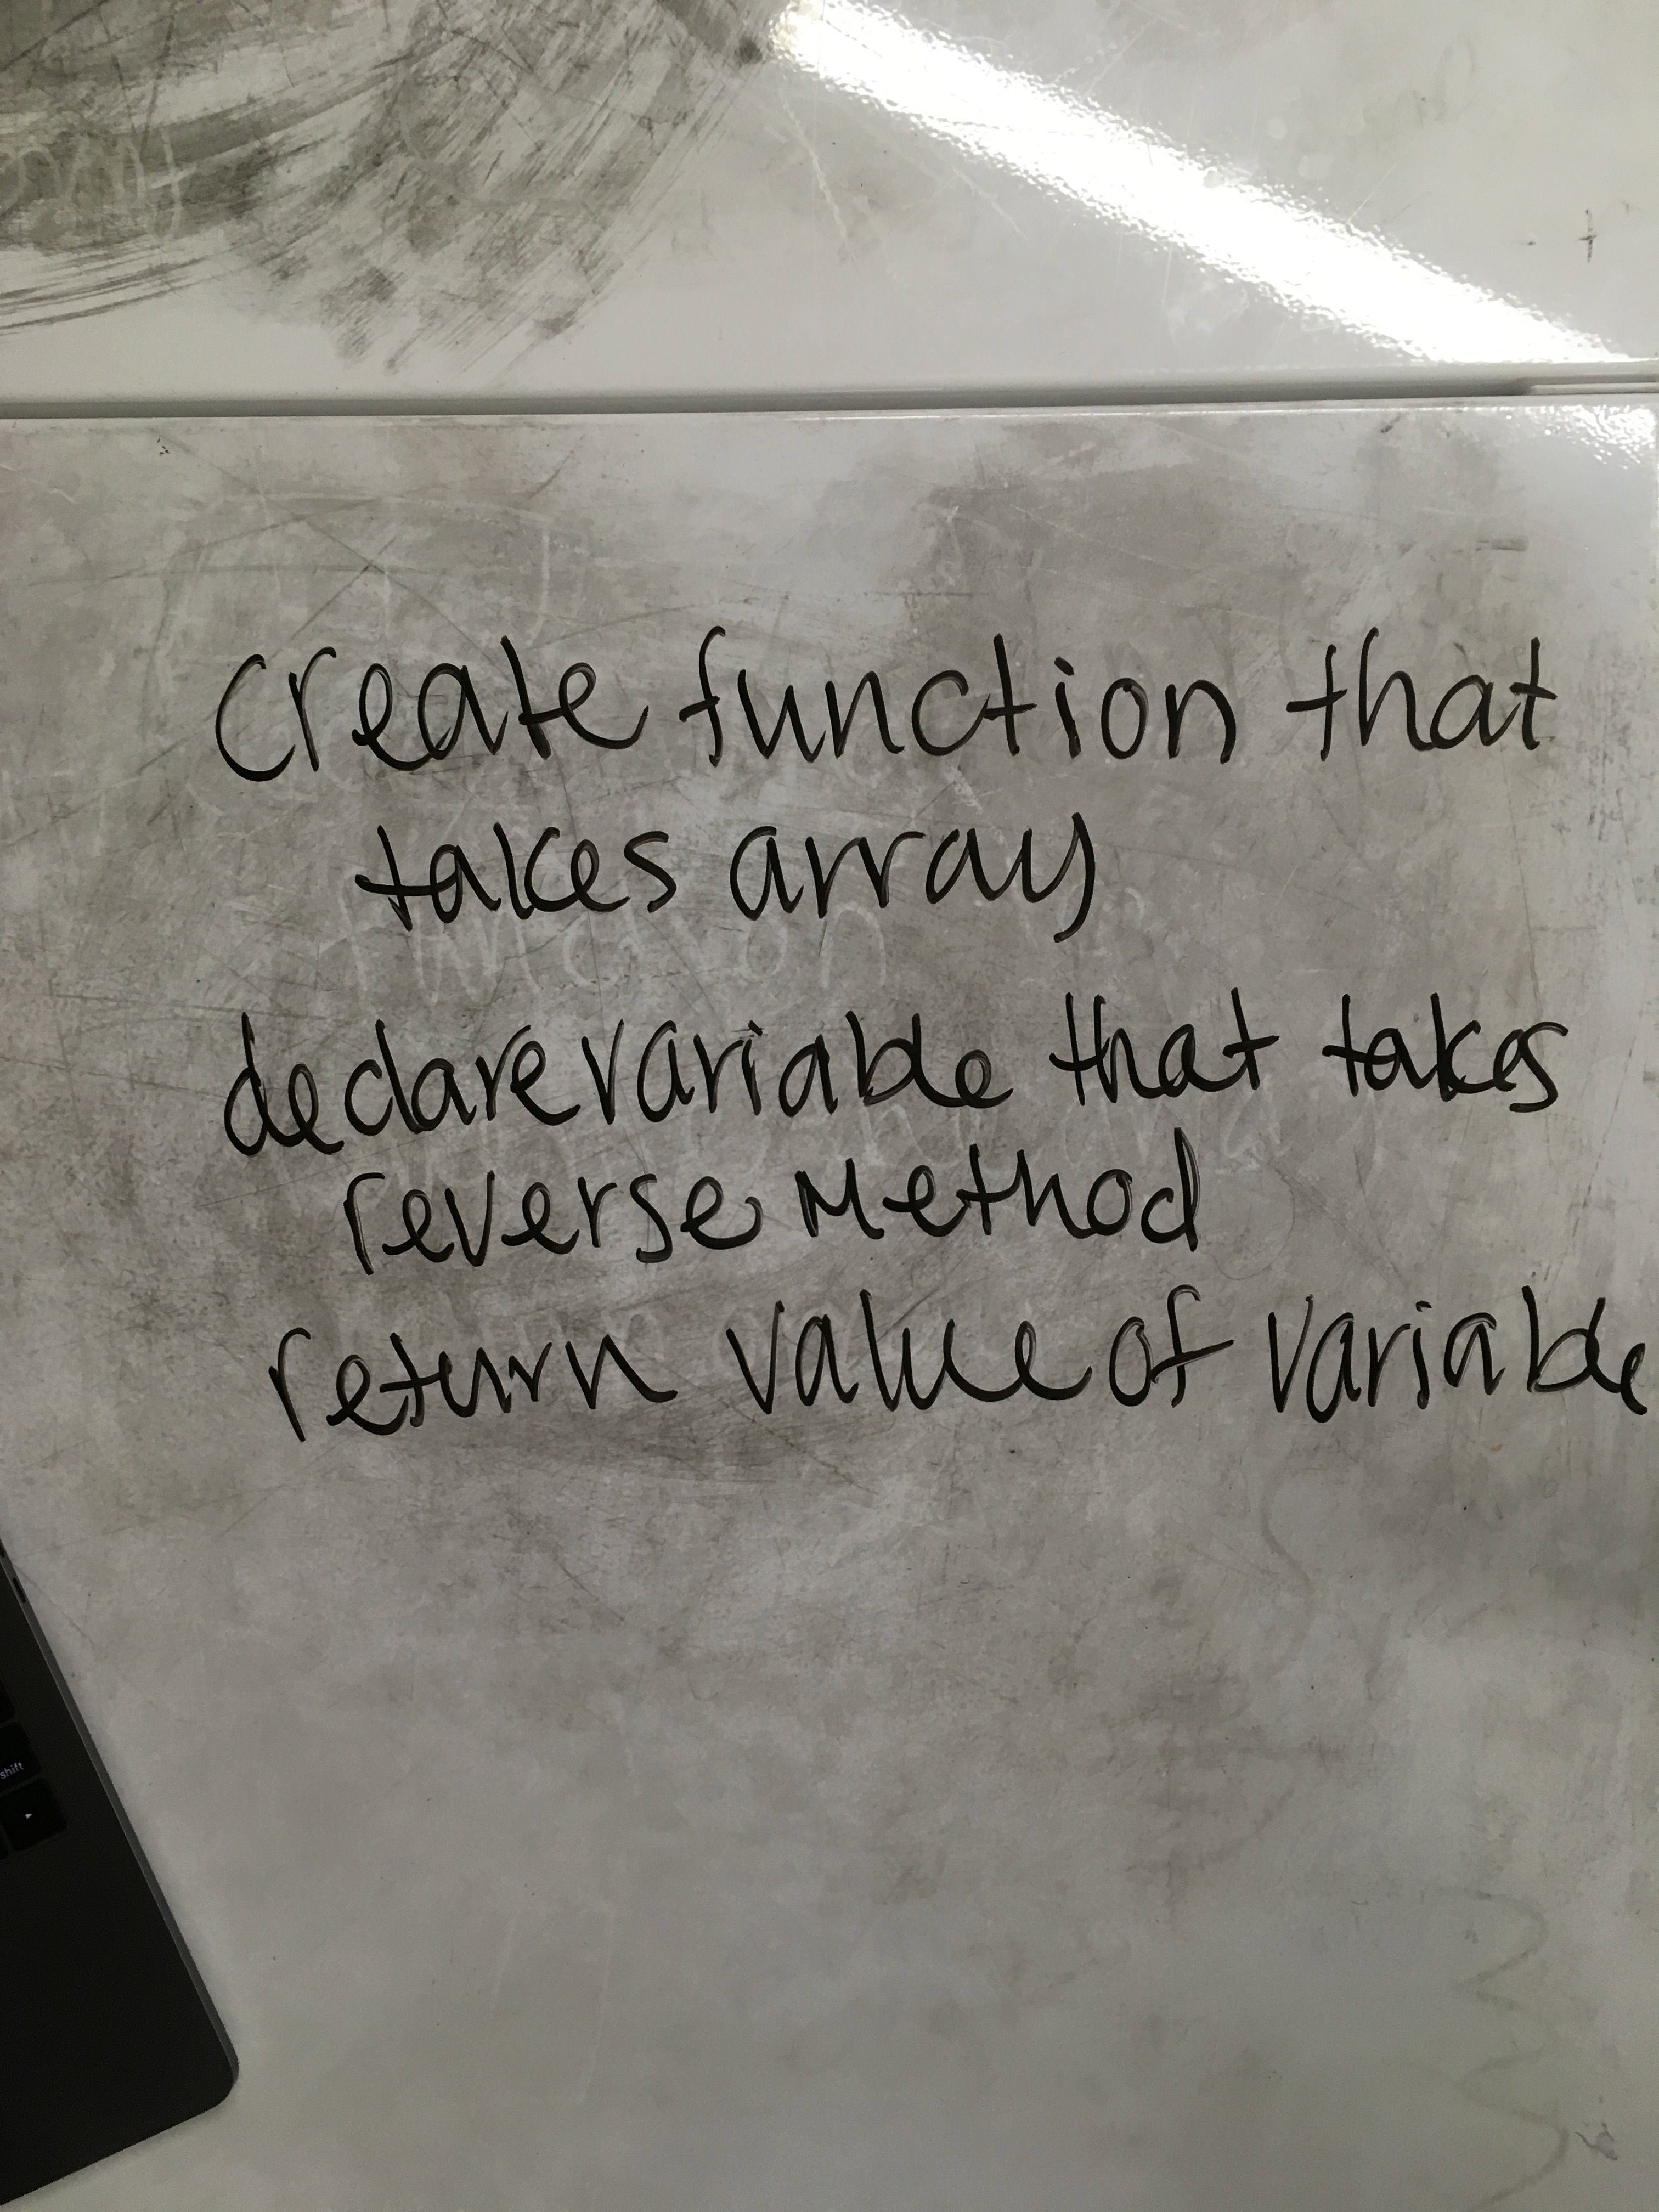 create function that
takes array
declare variable that takes
reverse Method
return value of variable
shift